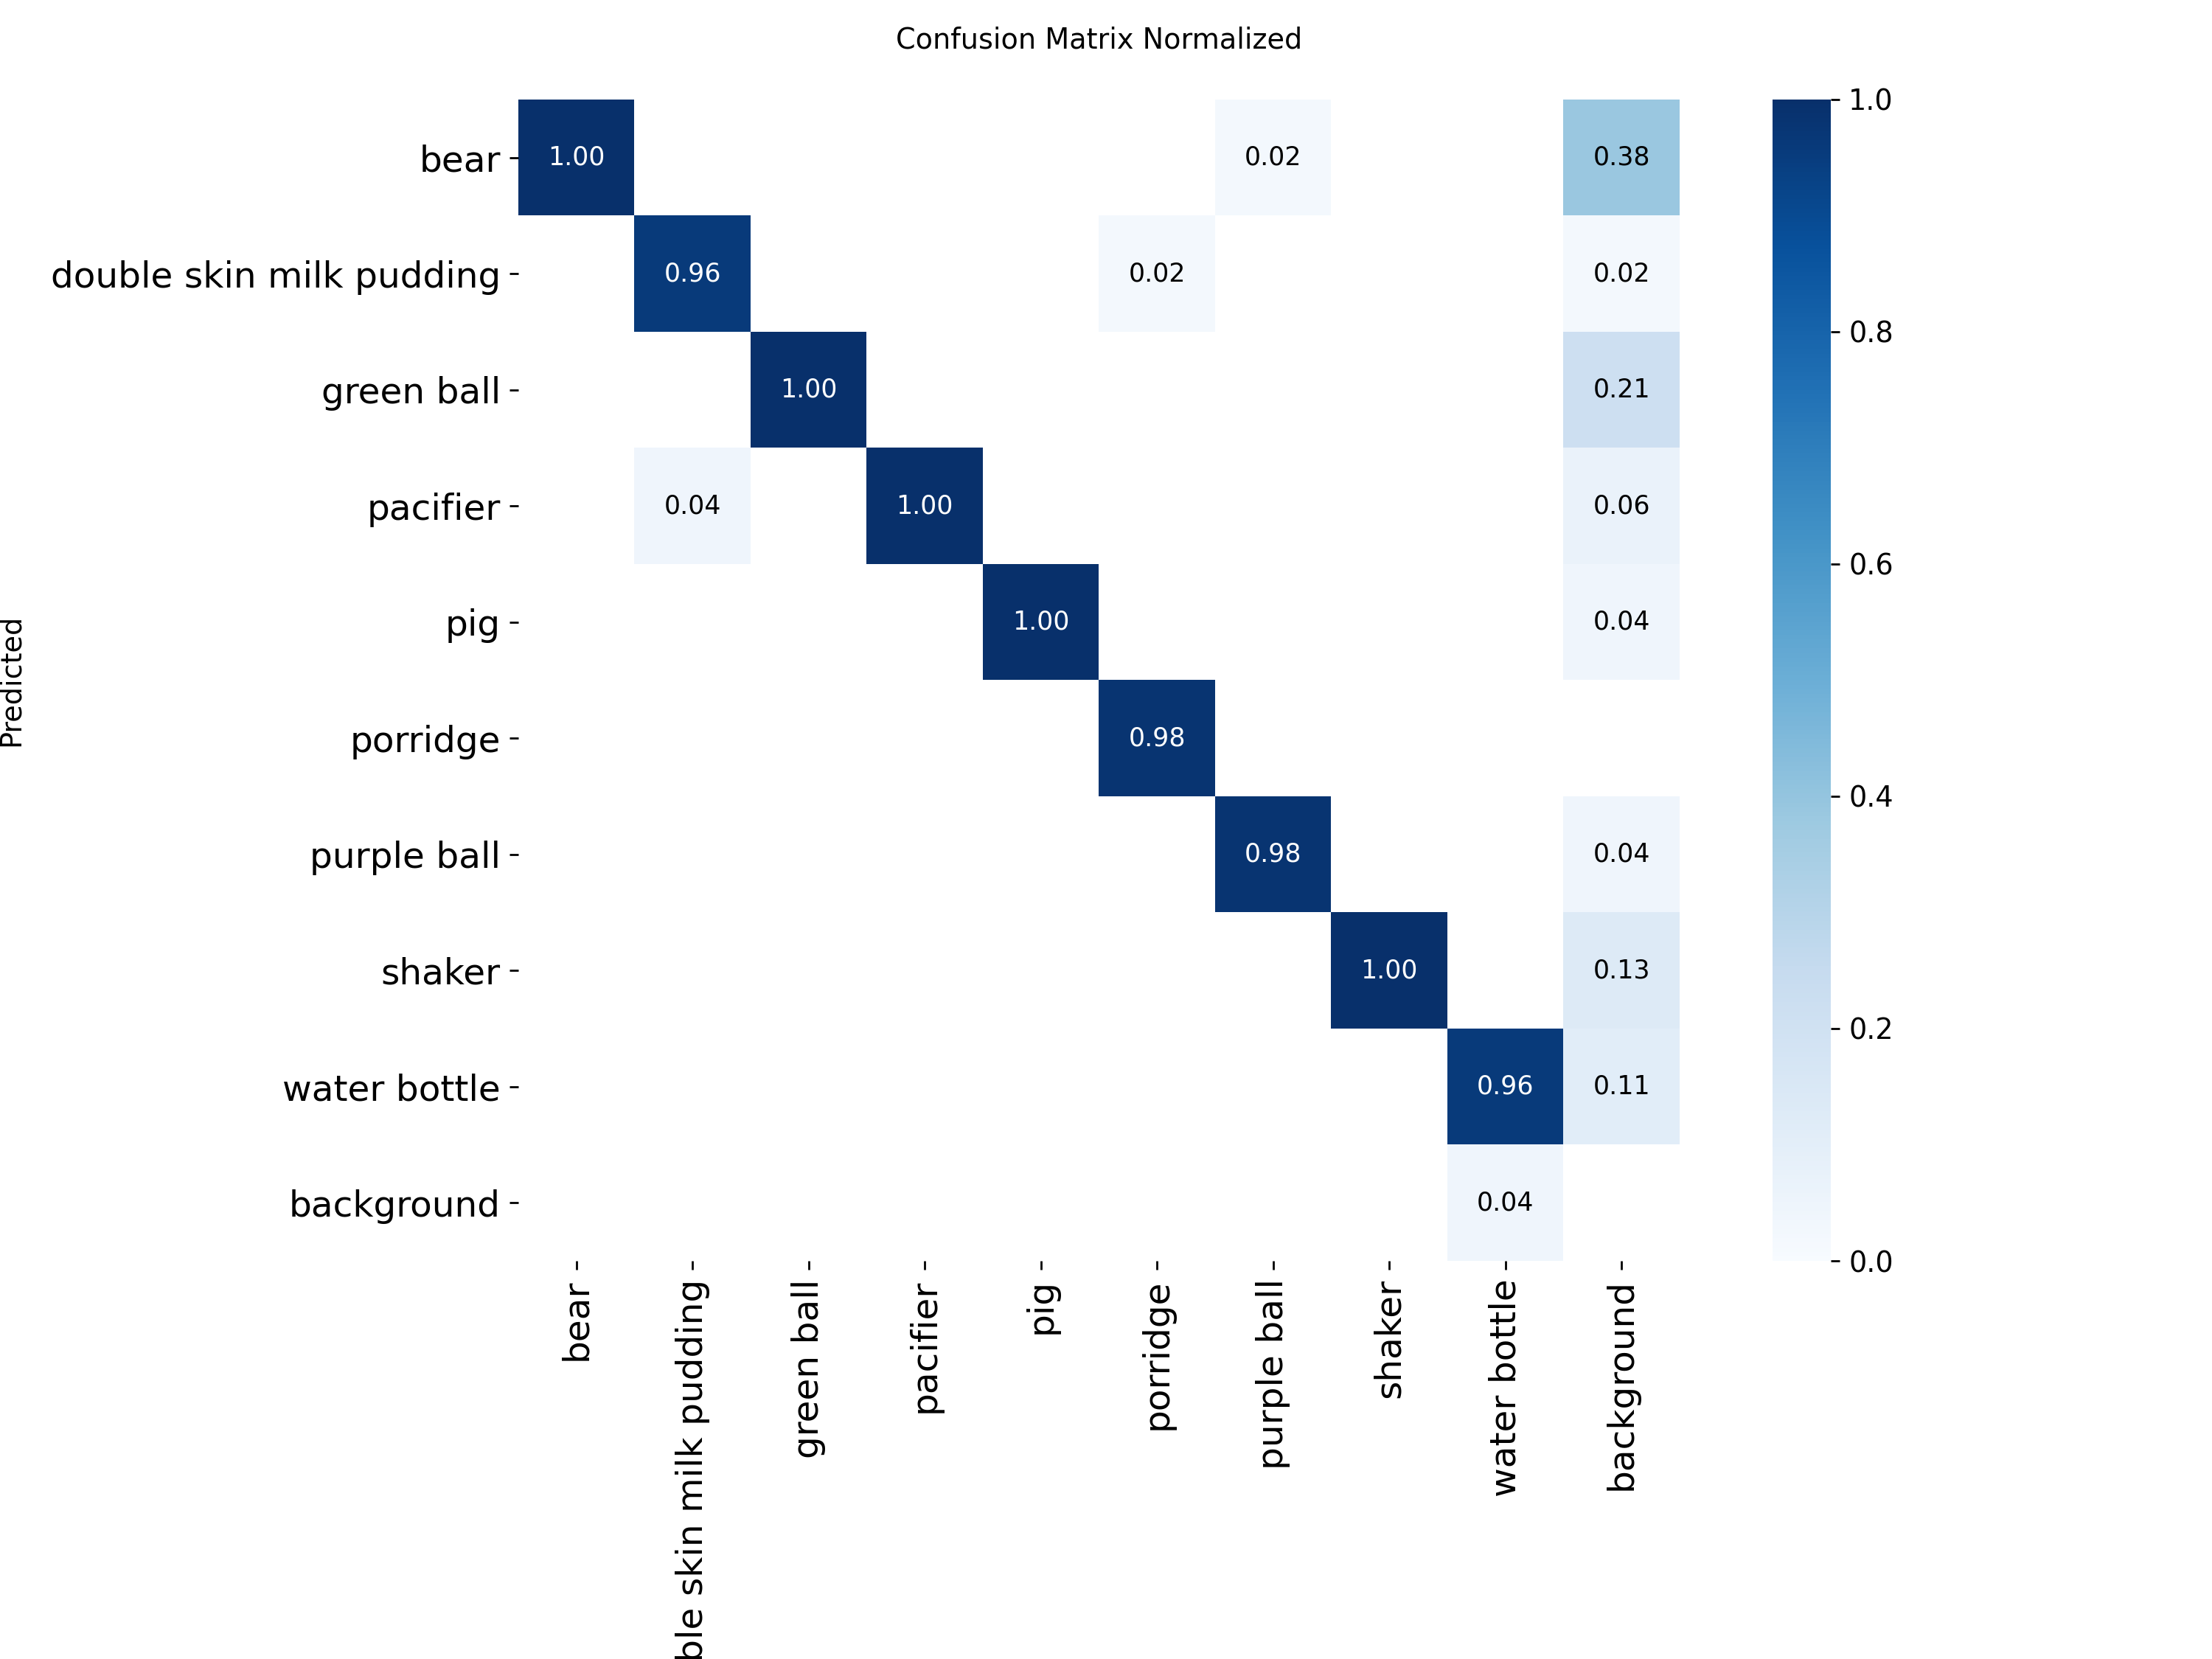 Confusion Matrix Normalized
Predicted
bear
1.00
0.02
0.38
double skin milk pudding
0.96
0.02
0.02
green ball
1.00
0.21
pacifier
0.04
1.00
0.06
pig
1.00
0.04
porridge
0.98
purple ball
0.98
0.04
shaker
1.00
0.13
water bottle
0.96
0.11
background
0.04
bear
ble skin milk pudding
green ball
pacifier
pig
porridge
purple ball
shaker
water bottle
background
1.0
0.8
0.6
0.4
0.2
0.0